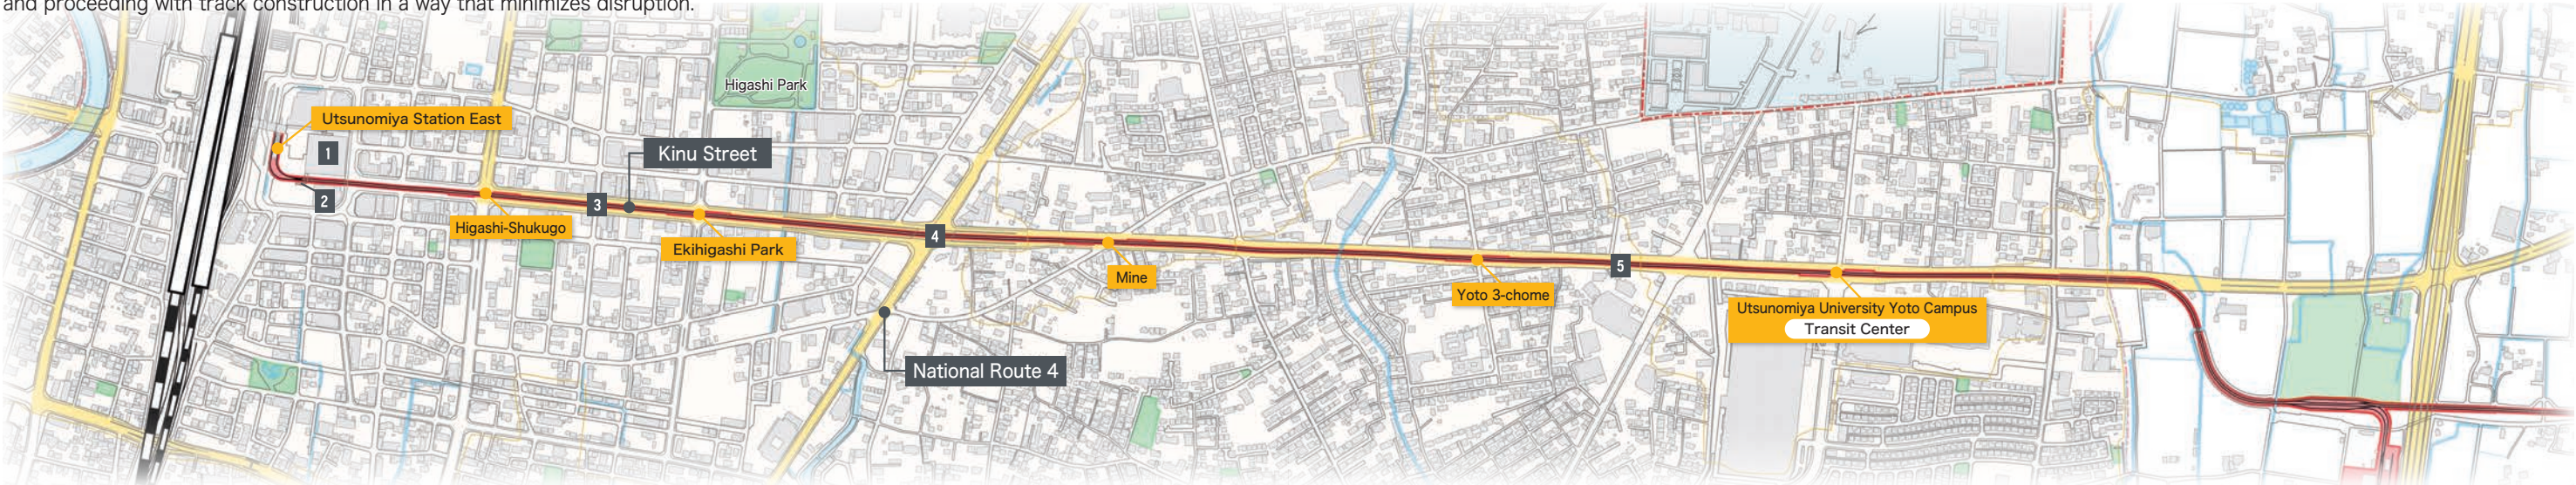 and proceeding with track construction in a way that minimizes disruption.
Higashi Park
Utsunomiya Station East
1
Kinu Street
2
3
Higashi-Shukugo
Ekihigashi Park
4
Mine
5
Yoto 3-chome
Utsunomiya University Yoto Campus
Transit Center
National Route 4